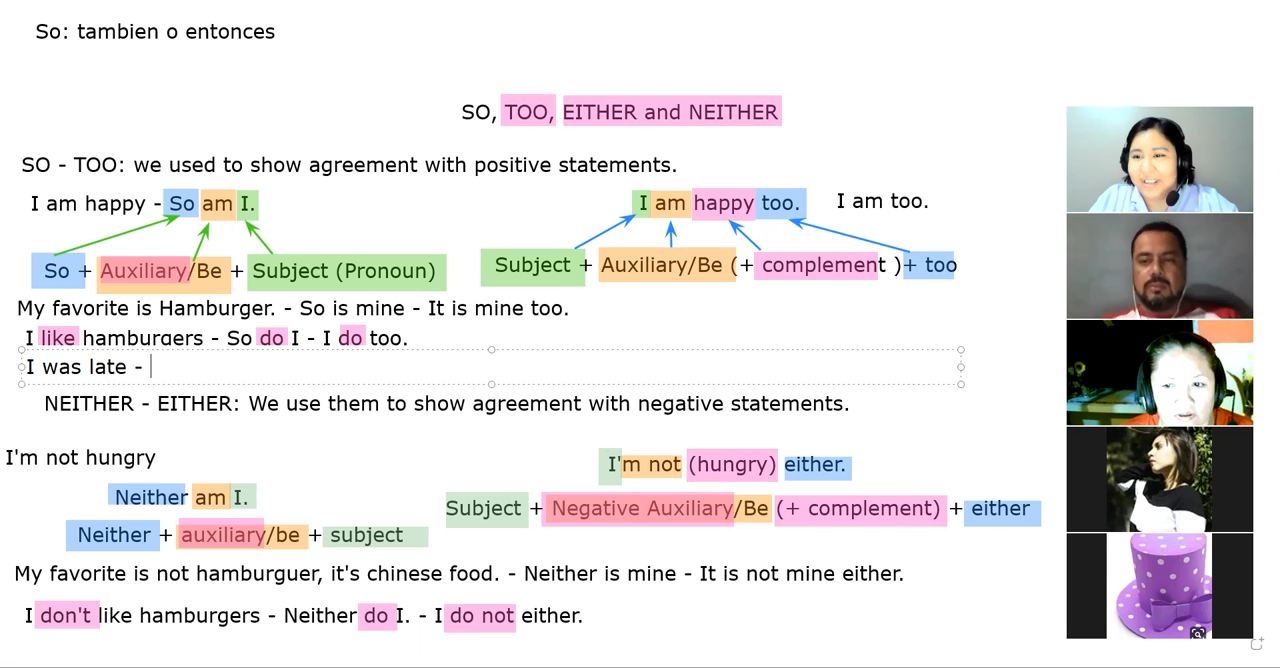 So: tambien o entonces
SO, TOO, EITHER and NEITHER
SO - TOO: we used to show agreement with positive statements.
I am happy - So am I.
I am happy too.
I am too.
So + Auxiliary/Be + Subject (Pronoun)
Subject + Auxiliary/Be (+ complement )+ too
My favorite is Hamburger. - So is mine - It is mine too.
I like hamburgers - So do I - I do too.
I was late -
NEITHER - EITHER: We use them to show agreement with negative statements.
I'm not hungry
I'm not (hungry) either.
Neither am I.
Subject + Negative Auxiliary/Be (+ complement) + either
Neither + auxiliary/be + subject
My favorite is not hamburguer, it's chinese food. - Neither is mine - It is not mine either.
I don't like hamburgers - Neither do I. - I do not either.